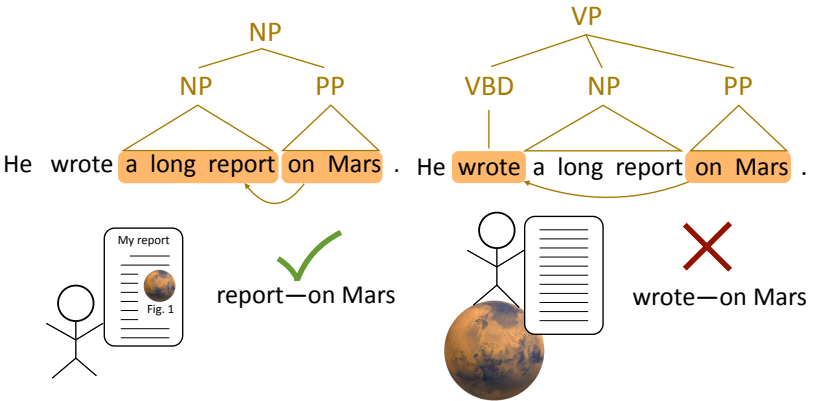 NP
NP PP
He wrote a long report on Mars .
My report
Fig. 1
report—on Mars
VP
VBD NP PP
He wrote a long report on Mars .
wrote—on Mars